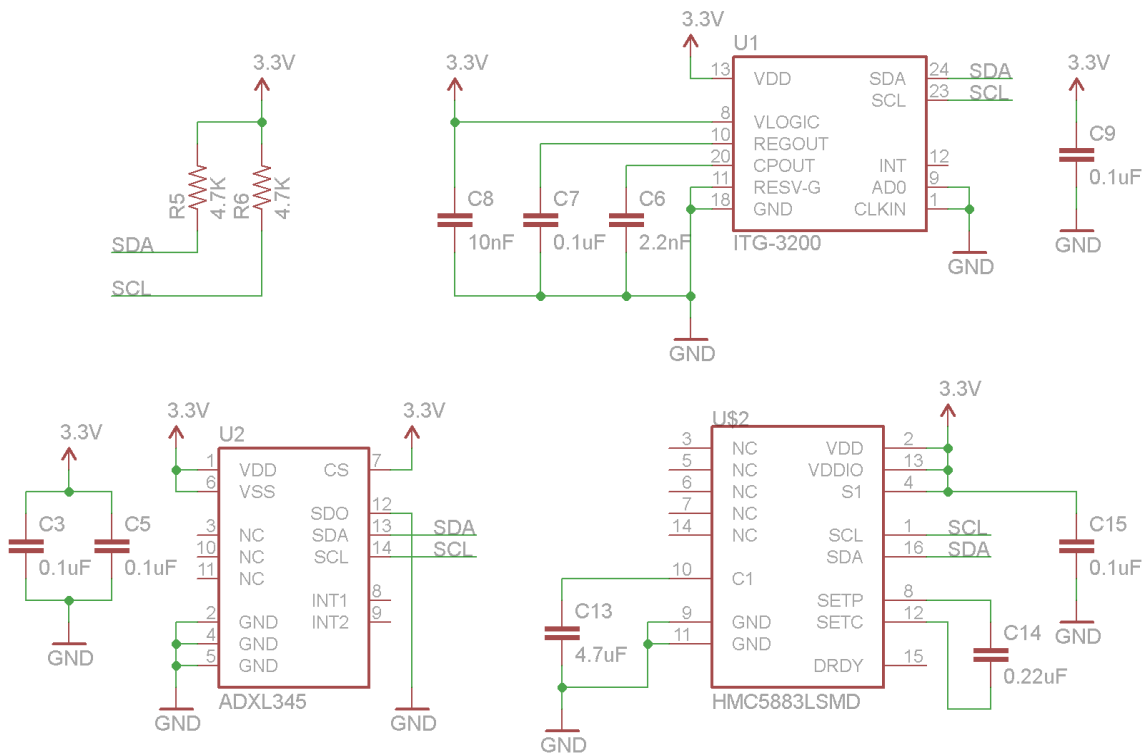 3.3V
R5
4.7K
R6
4.7K
SDA
SCL
3.3V
3.3V
U1
13 VDD SDA 24 SDA
SCL 23 SCL
8 VLOGIC
10 REGOUT
20 CPOUT INT 12
11 RESV-G AD0 9
18 GND CLKIN 1
ITG-3200
C8
10nF
C7
0.1uF
C6
2.2nF
GND
GND
3.3V
C9
0.1uF
GND
3.3V
C3
0.1uF
C5
0.1uF
GND
3.3V
U2
3.3V
1 VDD CS 7
6 VSS
SDO 12
3 NC SDA 13 SDA
10 NC SCL 14 SCL
11 NC
INT1 8
2 GND INT2 9
4 GND
5 GND
ADXL345
GND
GND
3.3V
U$2
3 NC VDD 2
5 NC VDDIO 13
6 NC S1 4
7 NC
14 NC SCL 1 SCL
SDA 16 SDA
10 C1
SETP 8
9 GND SETC 12
11 GND
DRDY 15
HMC5883LSMD
C13
4.7uF
GND
C14
0.22uF
C15
0.1uF
GND